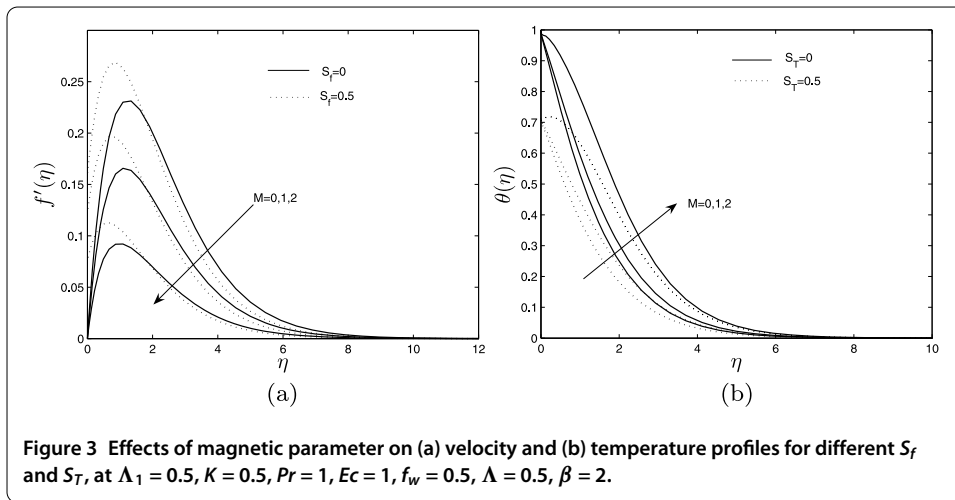 0.25
0.2
0.15
0.1
0.05
0
f′(η)
S_f=0
S_f=0.5
M=0,1,2
0 2 4 6 8 10 12
η
(a)
1
0.9
0.8
0.7
0.6
0.5
0.4
0.3
0.2
0.1
0
θ(η)
S_T=0
S_T=0.5
M=0,1,2
0 2 4 6 8 10
η
(b)
Figure 3 Effects of magnetic parameter on (a) velocity and (b) temperature profiles for different S_f
and S_T, at Λ₁ = 0.5, K = 0.5, Pr = 1, Ec = 1, f_w = 0.5, Λ = 0.5, β = 2.